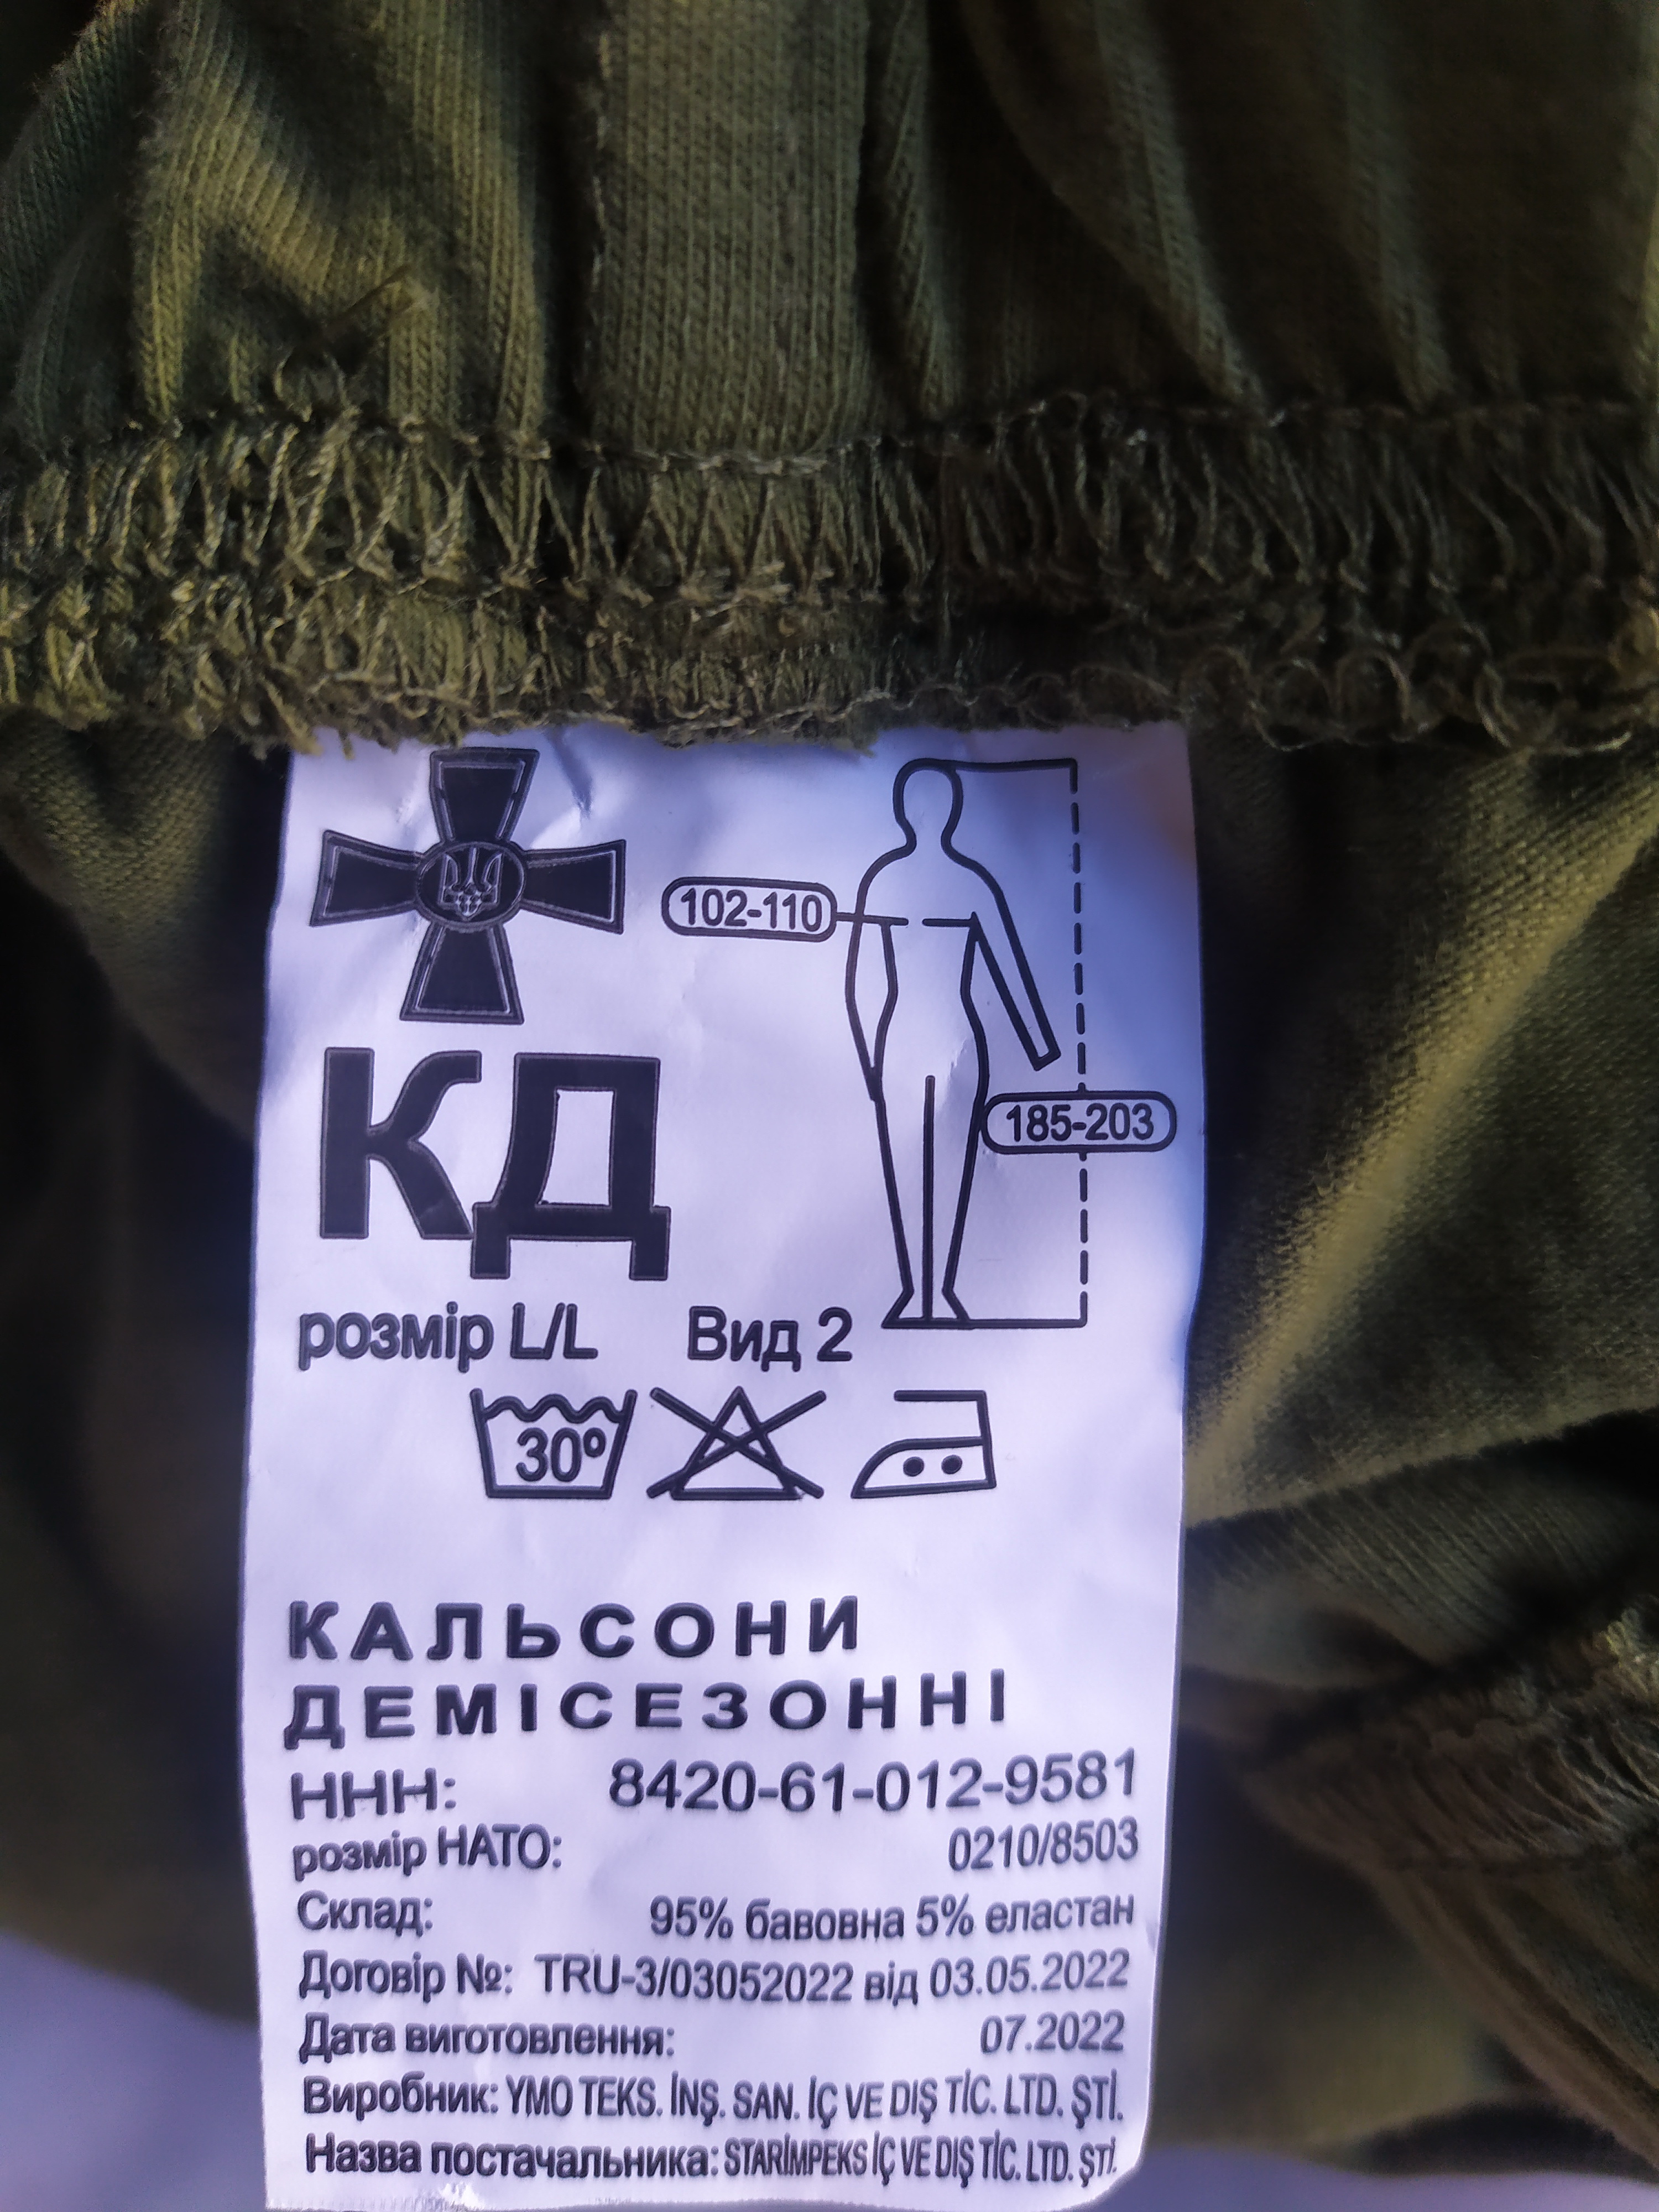 102-110
КД
185-203
розмір L/L Вид 2
30º
КАЛЬСОНИ
ДЕМІСЕЗОННІ
ННН: 8420-61-012-9581
розмір НАТО: 0210/8503
Склад: 95% бавовна 5% еластан
Договір №: TRU-3/03052022 від 03.05.2022
Дата виготовлення: 07.2022
Виробник: YMO TEKS. İNŞ. SAN. İÇ VE DIŞ TİC. LTD. ŞTİ.
Назва постачальника: STARİMPEKS İÇ VE DIŞ TİC. LTD. ŞTİ.